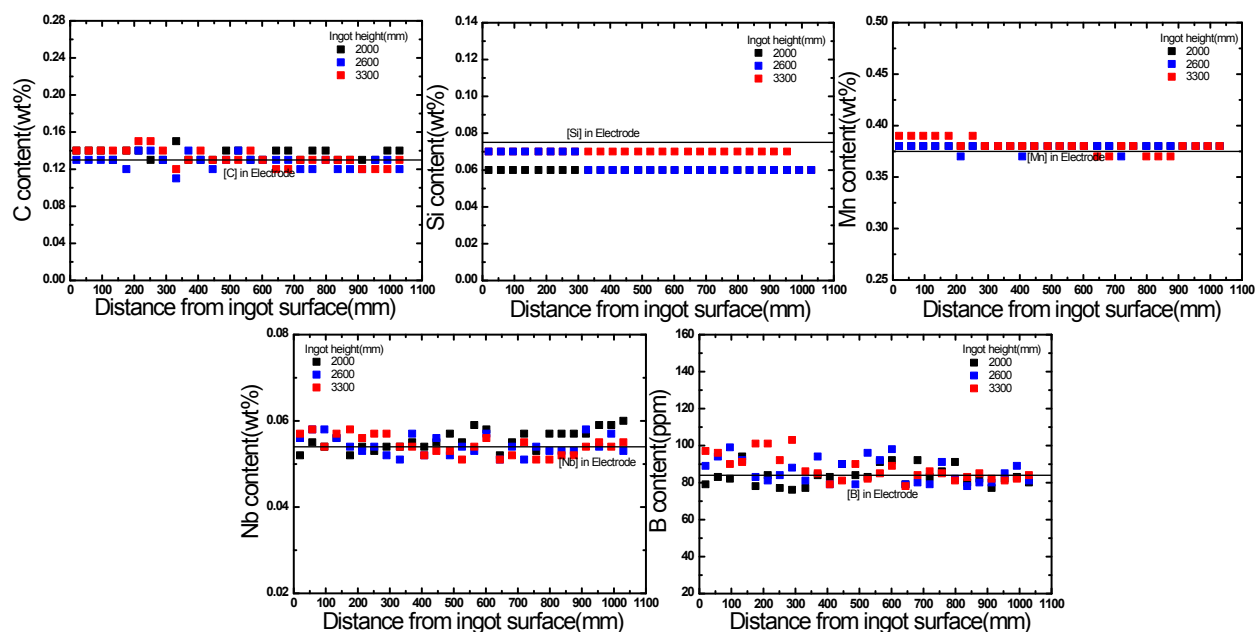 0.28
0.24
0.20
0.16
0.12
0.08
0.04
0.00
C content(wt%)
Ingot height(mm)
2000
2600
3300
[C] in Electrode
0 100 200 300 400 500 600 700 800 900 1000 1100
Distance from ingot surface(mm)
0.14
0.12
0.10
0.08
0.06
0.04
0.02
0.00
Si content(wt%)
Ingot height(mm)
2000
2600
3300
[Si] in Electrode
0 100 200 300 400 500 600 700 800 900 1000 1100
Distance from ingot surface(mm)
0.50
0.45
0.40
0.35
0.30
0.25
Mn content(wt%)
Ingot height(mm)
2000
2600
3300
[Mn] in Electrode
0 100 200 300 400 500 600 700 800 900 1000 1100
Distance from ingot surface(mm)
0.08
0.06
0.04
0.02
Nb content(wt%)
Ingot height(mm)
2000
2600
3300
[Nb] in Electrode
0 100 200 300 400 500 600 700 800 900 1000 1100
Distance from ingot surface(mm)
160
140
120
100
80
60
40
20
B content(ppm)
Ingot height(mm)
2000
2600
3300
[B] in Electrode
0 100 200 300 400 500 600 700 800 900 1000 1100
Distance from ingot surface(mm)